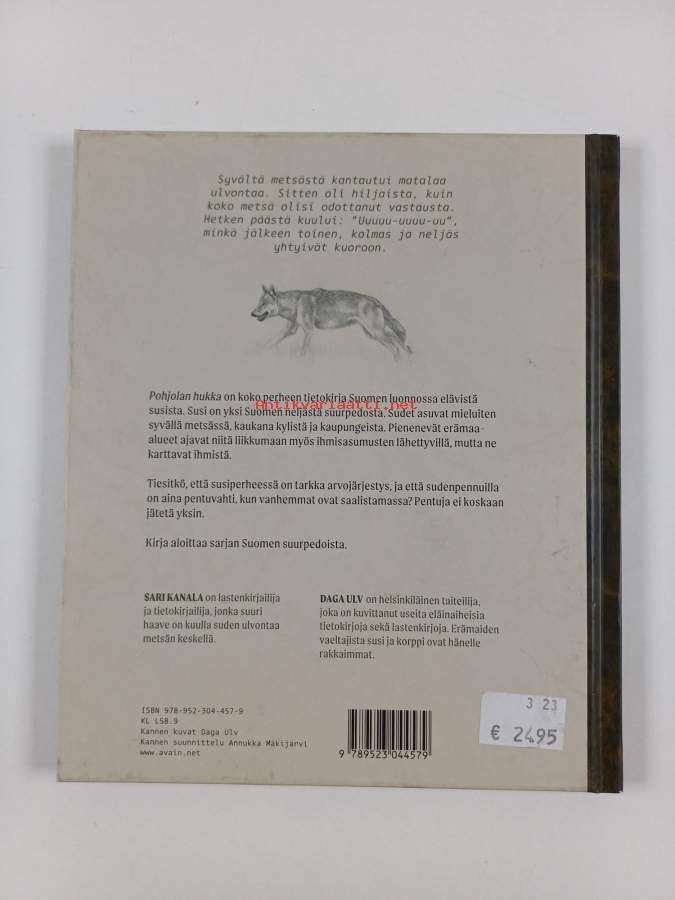 Syvältä metsästä kantautui matalaa
ulvontaa. Sitten oli hiljaista, kuin
koko metsä olisi odottanut vastausta.
Hetken päästä kuului: "Uuuuu-uuuu-uu",
minkä jälkeen toinen, kolmas ja neljäs
yhtyivät kuoroon.
Pohjolan hukka on koko perheen tietokirja Suomen luonnossa elävistä
Antikvariaatti.net
susista. Susi on yksi Suomen neljästä suurpedosta. Sudet asuvat mieluiten
syvällä metsässä, kaukana kylistä ja kaupungeista. Pienenevät erämaa-
alueet ajavat niitä liikkumaan myös ihmisasumusten lähettyvillä, mutta ne
karttavat ihmistä.
Tiesitkö, että susiperheessä on tarkka arvojärjestys, ja että sudenpennuilla
on aina pentuvahti, kun vanhemmat ovat saalistamassa? Pentuja ei koskaan
jätetä yksin.
Kirja aloittaa sarjan Suomen suurpedoista.
SARI KANALA on lastenkirjailija
ja tietokirjailija, jonka suuri
haave on kuulla suden ulvontaa
metsän keskellä.
DAGA ULV on helsinkiläinen taiteilija,
joka on kuvittanut useita eläinaiheisia
tietokirjoja sekä lastenkirjoja. Erämaiden
vaeltajista susi ja korppi ovat hänelle
rakkaimmat.
ISBN 978-952-304-457-9
KL L58.9
Kannen kuvat Daga Ulv
Kannen suunnittelu Annukka Mäkijärvi
www.avain.net
9 789523 044579
3 23
€ 2495